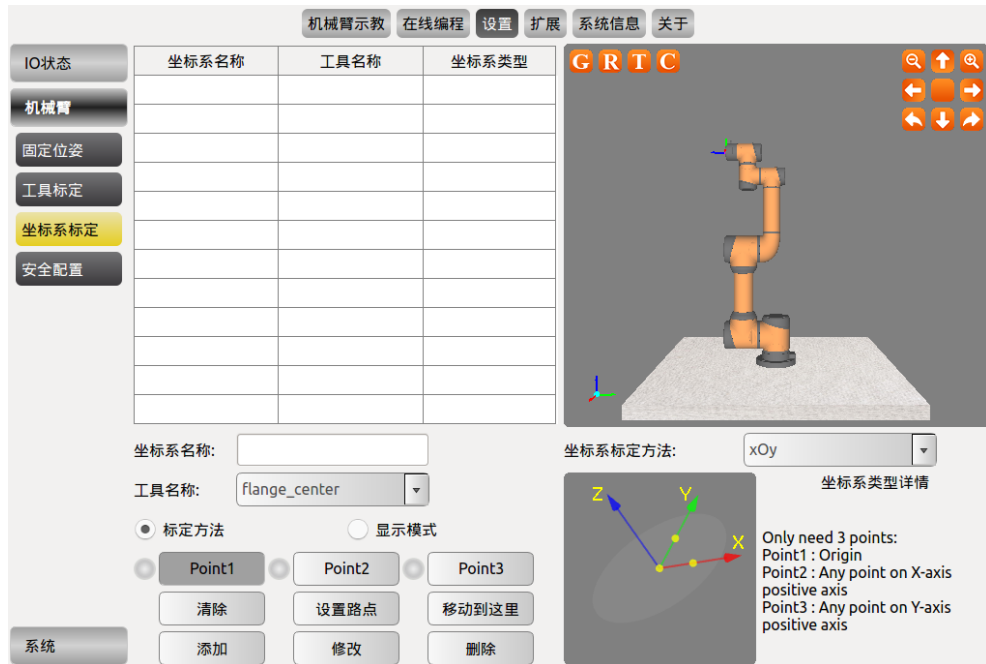 机械臂示教 在线编程 设置 扩展 系统信息 关于
IO状态
机械臂
固定位姿
工具标定
坐标系标定
安全配置
系统
坐标系名称 工具名称 坐标系类型
G R T C
坐标系名称:
工具名称: flange_center
标定方法 显示模式
Point1 Point2 Point3
清除 设置路点 移动到这里
添加 修改 删除
坐标系标定方法: xOy
坐标系类型详情
Z Y X
Only need 3 points:
Point1 : Origin
Point2 : Any point on X-axis
positive axis
Point3 : Any point on Y-axis
positive axis